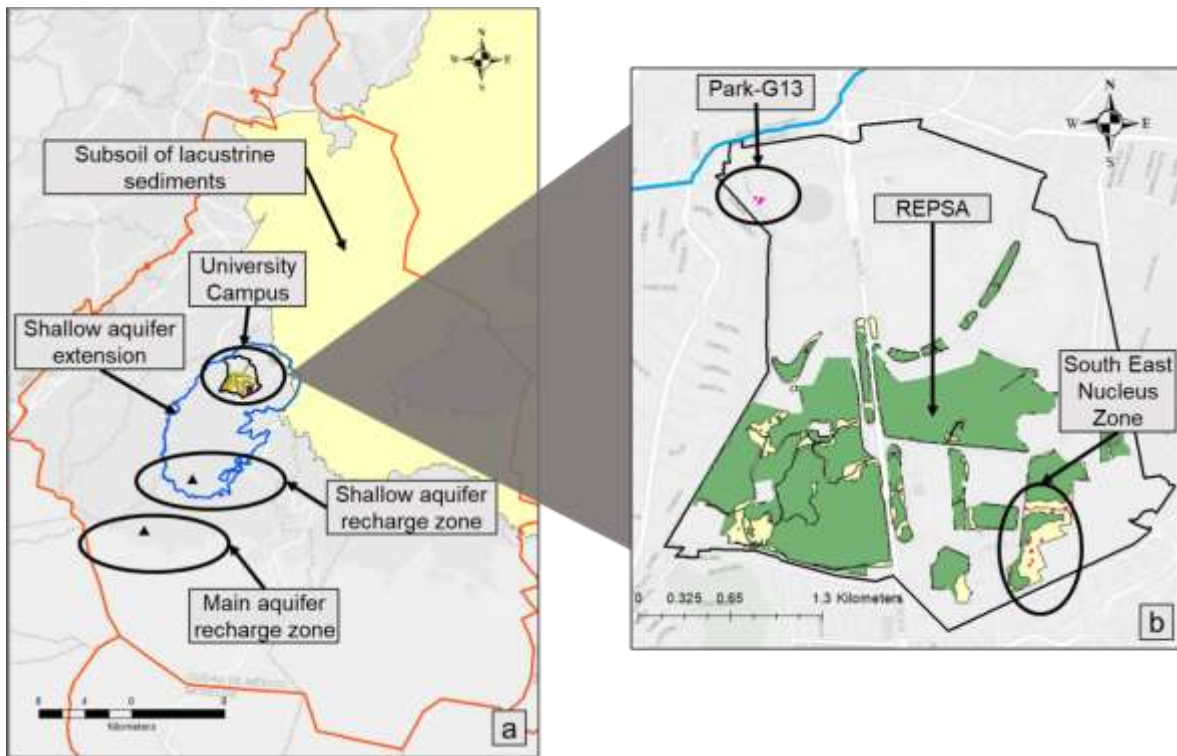 N
W E
S
Subsoil of lacustrine
sediments
University
Campus
Shallow aquifer
extension
Shallow aquifer
recharge zone
Main aquifer
recharge zone
Kilometers
a
N
W E
S
Park-G13
REPSA
South East
Nucleus
Zone
0 0.325 0.65 1.3 Kilometers
b